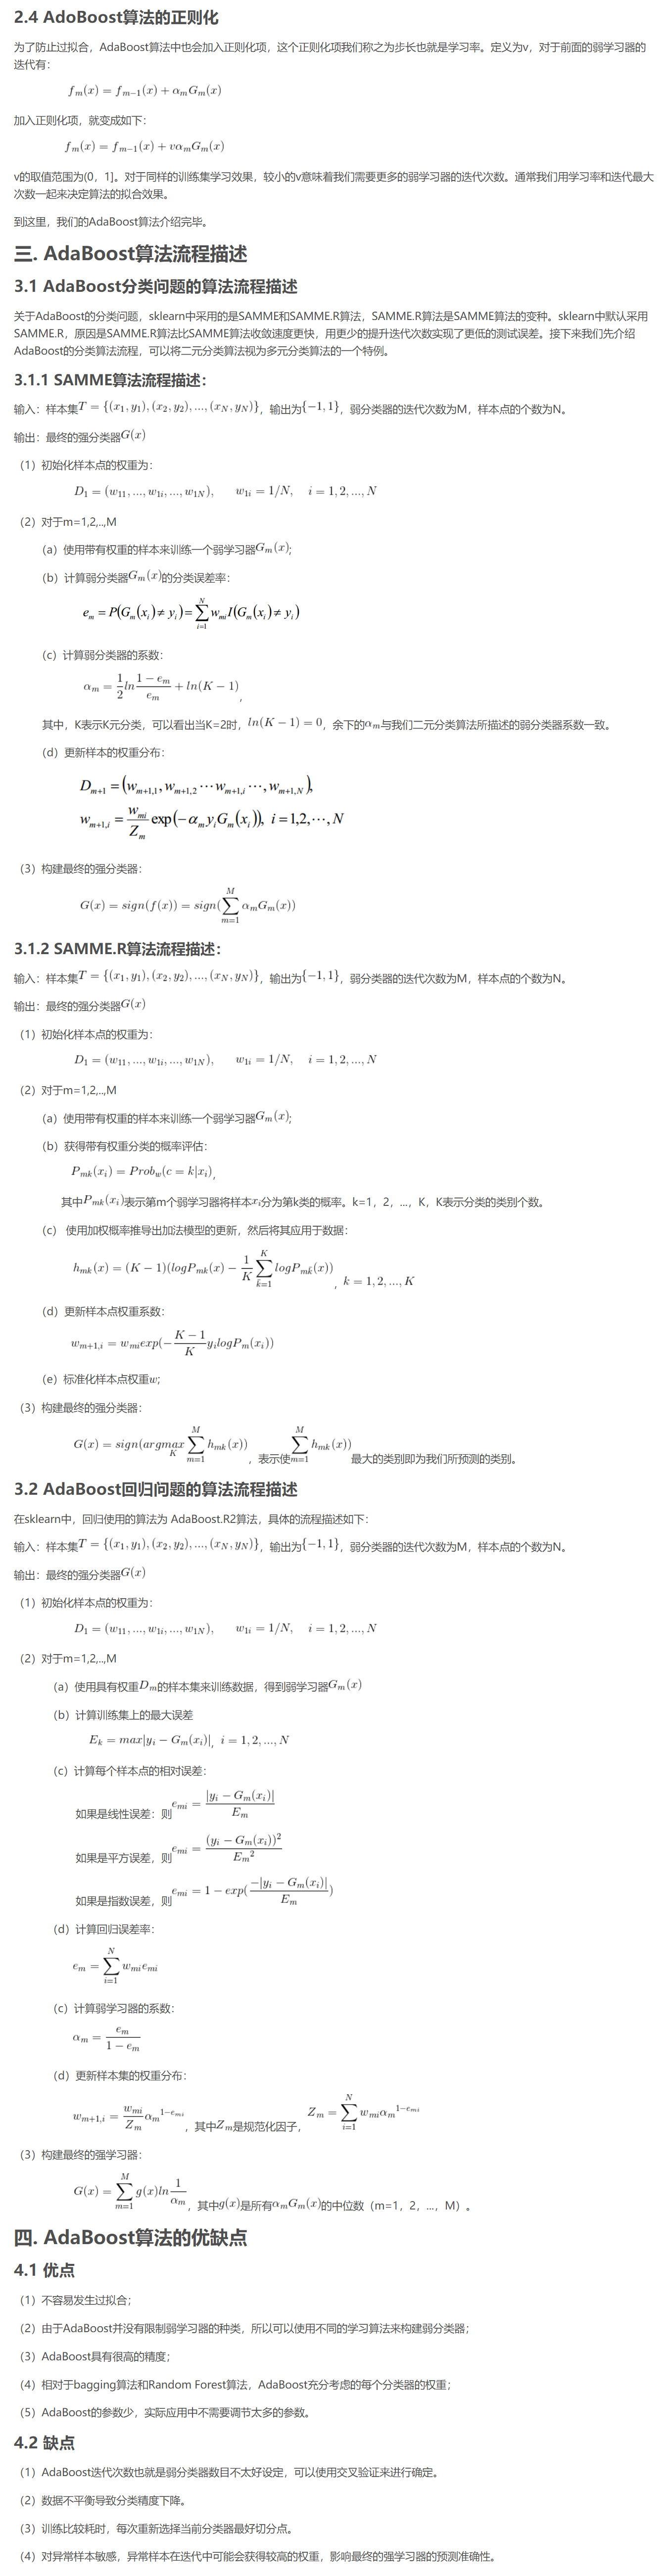 2.4 AdoBoost算法的正则化
为了防止过拟合，AdaBoost算法中也会加入正则化项，这个正则化项我们称之为步长也就是学习率。定义为v，对于前面的弱学习器的
迭代有：
f_m(x) = f_{m−1}(x) + α_m G_m(x)
加入正则化项，就变成如下：
f_m(x) = f_{m−1}(x) + vα_m G_m(x)
v的取值范围为(0，1]。对于同样的训练集学习效果，较小的v意味着我们需要更多的弱学习器的迭代次数。通常我们用学习率和迭代最大
次数一起来决定算法的拟合效果。
到这里，我们的AdaBoost算法介绍完毕。
三. AdaBoost算法流程描述
3.1 AdaBoost分类问题的算法流程描述
关于AdaBoost的分类问题，sklearn中采用的是SAMME和SAMME.R算法，SAMME.R算法是SAMME算法的变种。sklearn中默认采用
SAMME.R，原因是SAMME.R算法比SAMME算法收敛速度更快，用更少的提升迭代次数实现了更低的测试误差。接下来我们先介绍
AdaBoost的分类算法流程，可以将二元分类算法视为多元分类算法的一个特例。
3.1.1 SAMME算法流程描述：
输入：样本集T = {(x_1, y_1), (x_2, y_2), ..., (x_N, y_N)}，输出为{−1, 1}，弱分类器的迭代次数为M，样本点的个数为N。
输出：最终的强分类器G(x)
（1）初始化样本点的权重为：
D_1 = (w_{11}, ..., w_{1i}, ..., w_{1N}), w_{1i} = 1/N, i = 1, 2, ..., N
（2）对于m=1,2,..,M
（a）使用带有权重的样本来训练一个弱学习器G_m(x);
（b）计算弱分类器G_m(x)的分类误差率：
e_m = P(G_m(x_i) ≠ y_i) = ∑_{i=1}^{N} w_{mi} I(G_m(x_i) ≠ y_i)
（c）计算弱分类器的系数：
α_m = \frac{1}{2} ln \frac{1 − e_m}{e_m} + ln(K − 1)，
其中，K表示K元分类，可以看出当K=2时，ln(K − 1) = 0，余下的α_m与我们二元分类算法所描述的弱分类器系数一致。
（d）更新样本的权重分布：
D_{m+1} = (w_{m+1,1}, w_{m+1,2} ⋯ w_{m+1,i} ⋯, w_{m+1,N}),
w_{m+1,i} = \frac{w_{mi}}{Z_m} exp(−α_m y_i G_m(x_i)), i = 1,2,⋯,N
（3）构建最终的强分类器：
G(x) = sign(f(x)) = sign(∑_{m=1}^{M} α_m G_m(x))
3.1.2 SAMME.R算法流程描述：
输入：样本集T = {(x_1, y_1), (x_2, y_2), ..., (x_N, y_N)}，输出为{−1, 1}，弱分类器的迭代次数为M，样本点的个数为N。
输出：最终的强分类器G(x)
（1）初始化样本点的权重为：
D_1 = (w_{11}, ..., w_{1i}, ..., w_{1N}), w_{1i} = 1/N, i = 1, 2, ..., N
（2）对于m=1,2,..,M
（a）使用带有权重的样本来训练一个弱学习器G_m(x);
（b）获得带有权重分类的概率评估：
P_{mk}(x_i) = Prob_w(c = k|x_i)，
其中P_{mk}(x_i)表示第m个弱学习器将样本x_i分为第k类的概率。k=1，2，...，K，K表示分类的类别个数。
（c） 使用加权概率推导出加法模型的更新，然后将其应用于数据：
h_{mk}(x) = (K − 1)(logP_{mk}(x) − \frac{1}{K} ∑_{k=1}^{K} logP_{mk}(x))，k = 1, 2, ..., K
（d）更新样本点权重系数：
w_{m+1,i} = w_{mi}exp(−\frac{K − 1}{K} y_i logP_m(x_i))
（e）标准化样本点权重w;
（3）构建最终的强分类器：
G(x) = sign(argmax_K ∑_{m=1}^{M} h_{mk}(x))，表示使∑_{m=1}^{M} h_{mk}(x))最大的类别即为我们所预测的类别。
3.2 AdaBoost回归问题的算法流程描述
在sklearn中，回归使用的算法为 AdaBoost.R2算法，具体的流程描述如下：
输入：样本集T = {(x_1, y_1), (x_2, y_2), ..., (x_N, y_N)}，输出为{−1, 1}，弱分类器的迭代次数为M，样本点的个数为N。
输出：最终的强分类器G(x)
（1）初始化样本点的权重为：
D_1 = (w_{11}, ..., w_{1i}, ..., w_{1N}), w_{1i} = 1/N, i = 1, 2, ..., N
（2）对于m=1,2,..,M
（a）使用具有权重D_m的样本集来训练数据，得到弱学习器G_m(x)
（b）计算训练集上的最大误差
E_k = max|y_i − G_m(x_i)|，i = 1, 2, ..., N
（c）计算每个样本点的相对误差：
如果是线性误差：则e_{mi} = \frac{|y_i − G_m(x_i)|}{E_m}
如果是平方误差，则e_{mi} = \frac{(y_i − G_m(x_i))^2}{E_m^2}
如果是指数误差，则e_{mi} = 1 − exp(\frac{−|y_i − G_m(x_i)|}{E_m})
（d）计算回归误差率：
e_m = ∑_{i=1}^{N} w_{mi} e_{mi}
（c）计算弱学习器的系数：
α_m = \frac{e_m}{1 − e_m}
（d）更新样本集的权重分布：
w_{m+1,i} = \frac{w_{mi}}{Z_m} α_m^{1−e_{mi}}，其中Z_m是规范化因子，Z_m = ∑_{i=1}^{N} w_{mi} α_m^{1−e_{mi}}
（3）构建最终的强学习器：
G(x) = ∑_{m=1}^{M} g(x)ln\frac{1}{α_m}，其中g(x)是所有α_m G_m(x)的中位数（m=1，2，...，M）。
四. AdaBoost算法的优缺点
4.1 优点
（1）不容易发生过拟合；
（2）由于AdaBoost并没有限制弱学习器的种类，所以可以使用不同的学习算法来构建弱分类器；
（3）AdaBoost具有很高的精度；
（4）相对于bagging算法和Random Forest算法，AdaBoost充分考虑的每个分类器的权重；
（5）AdaBoost的参数少，实际应用中不需要调节太多的参数。
4.2 缺点
（1）AdaBoost迭代次数也就是弱分类器数目不太好设定，可以使用交叉验证来进行确定。
（2）数据不平衡导致分类精度下降。
（3）训练比较耗时，每次重新选择当前分类器最好切分点。
（4）对异常样本敏感，异常样本在迭代中可能会获得较高的权重，影响最终的强学习器的预测准确性。